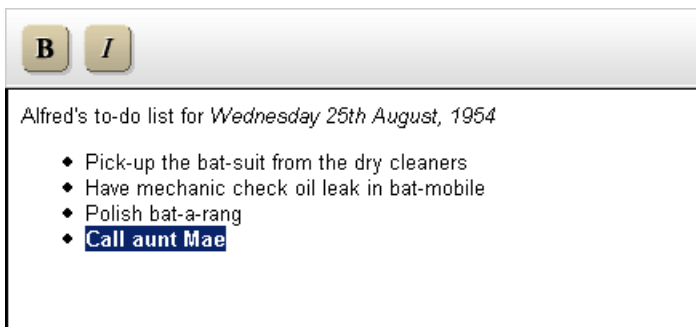 B I
Alfred's to-do list for Wednesday 25th August, 1954
Pick-up the bat-suit from the dry cleaners
Have mechanic check oil leak in bat-mobile
Polish bat-a-rang
Call aunt Mae